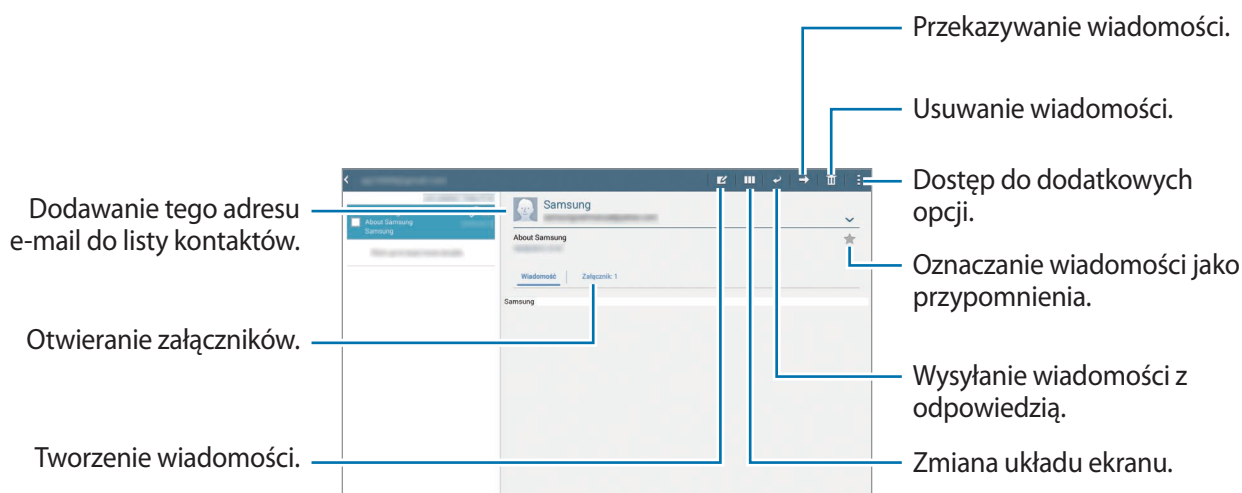 Przekazywanie wiadomości.
Usuwanie wiadomości.
Dostęp do dodatkowych
opcji.
Oznaczanie wiadomości jako
przypomnienia.
Wysyłanie wiadomości z
odpowiedzią.
Zmiana układu ekranu.
Dodawanie tego adresu
e-mail do listy kontaktów.
Otwieranie załączników.
Tworzenie wiadomości.
About Samsung
Samsung
Samsung
About Samsung
Wiadomość
Załącznik: 1
Samsung